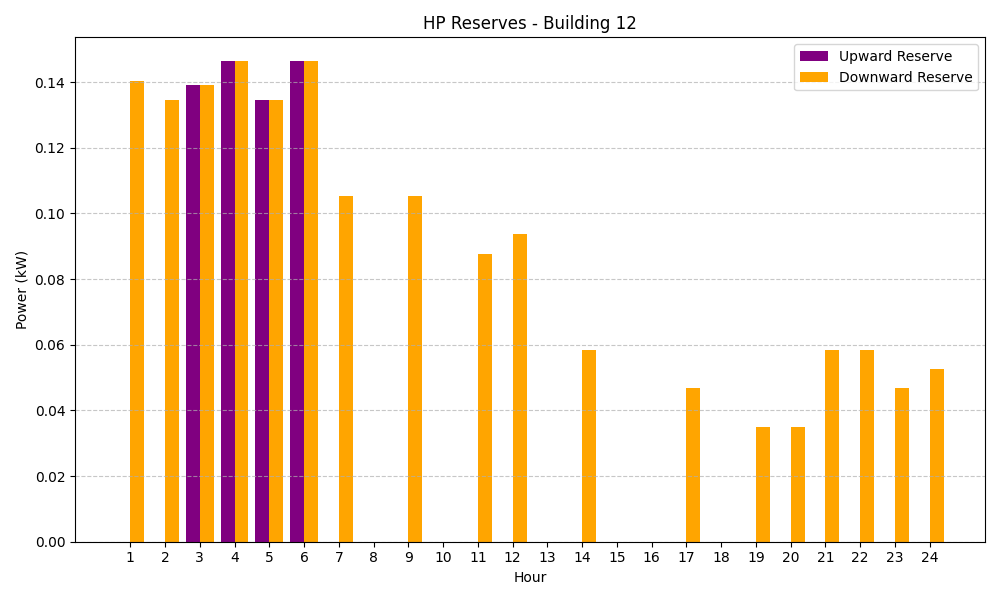 HP Reserves - Building 12
Upward Reserve
Downward Reserve
Power (kW)
0.14
0.12
0.10
0.08
0.06
0.04
0.02
0.00
1 2 3 4 5 6 7 8 9 10 11 12 13 14 15 16 17 18 19 20 21 22 23 24
Hour